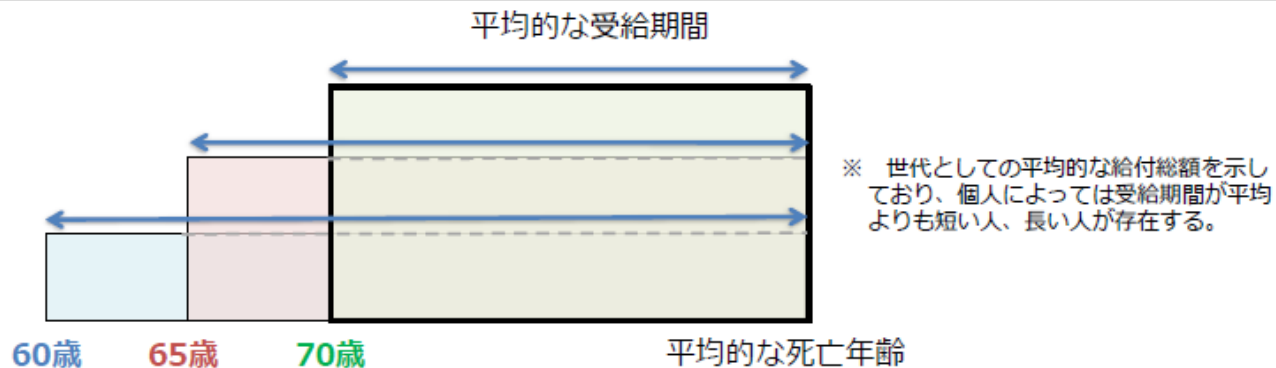 平均的な受給期間
※　世代としての平均的な給付総額を示し
ており、個人によっては受給期間が平均
よりも短い人、長い人が存在する。
60歳
65歳
70歳
平均的な死亡年齢